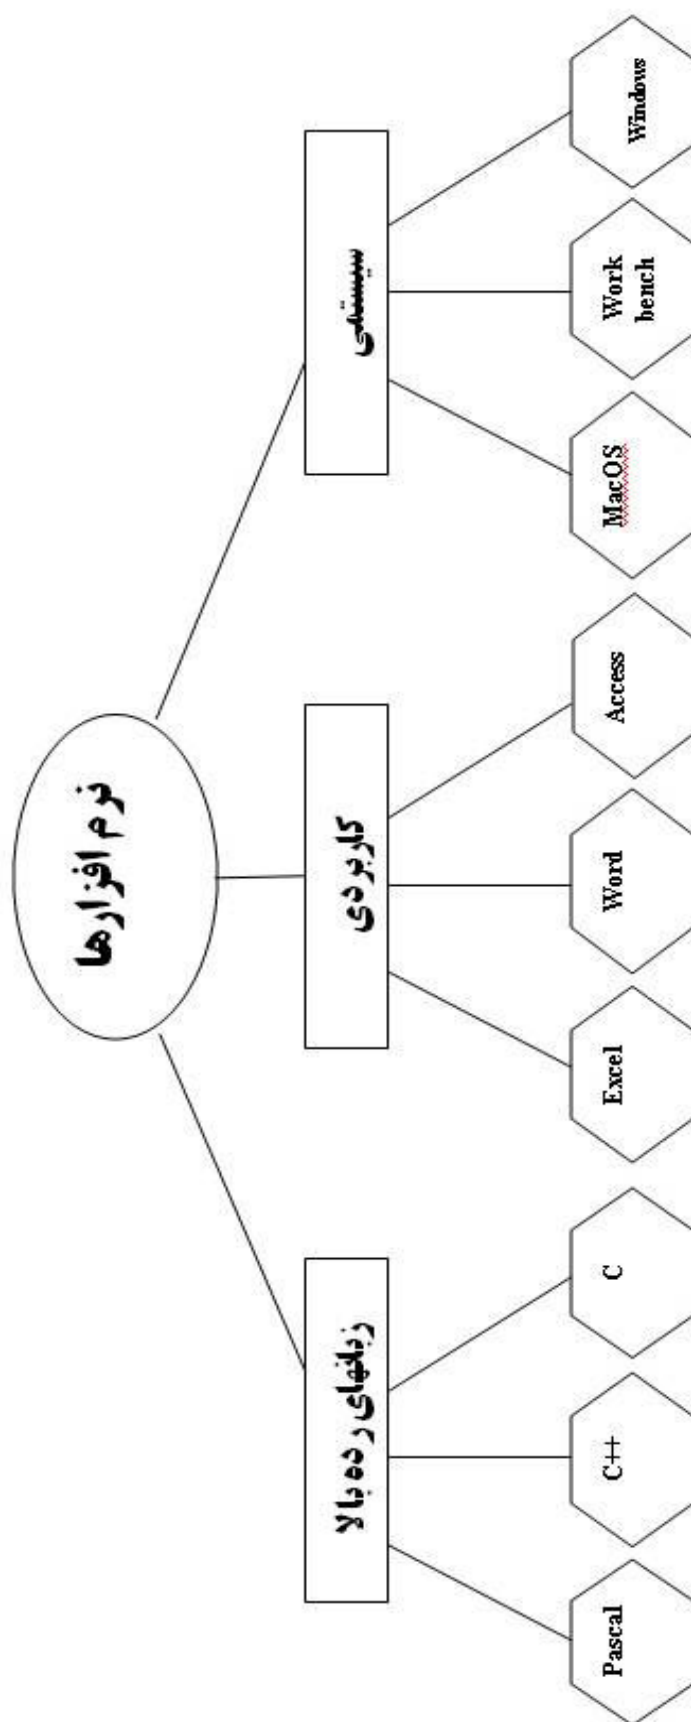 نرم افزارها
سیستمی
کاربردی
زبانهای رده بالا
Windows
Work
bench
MacOS
Access
Word
Excel
C
C++
Pascal